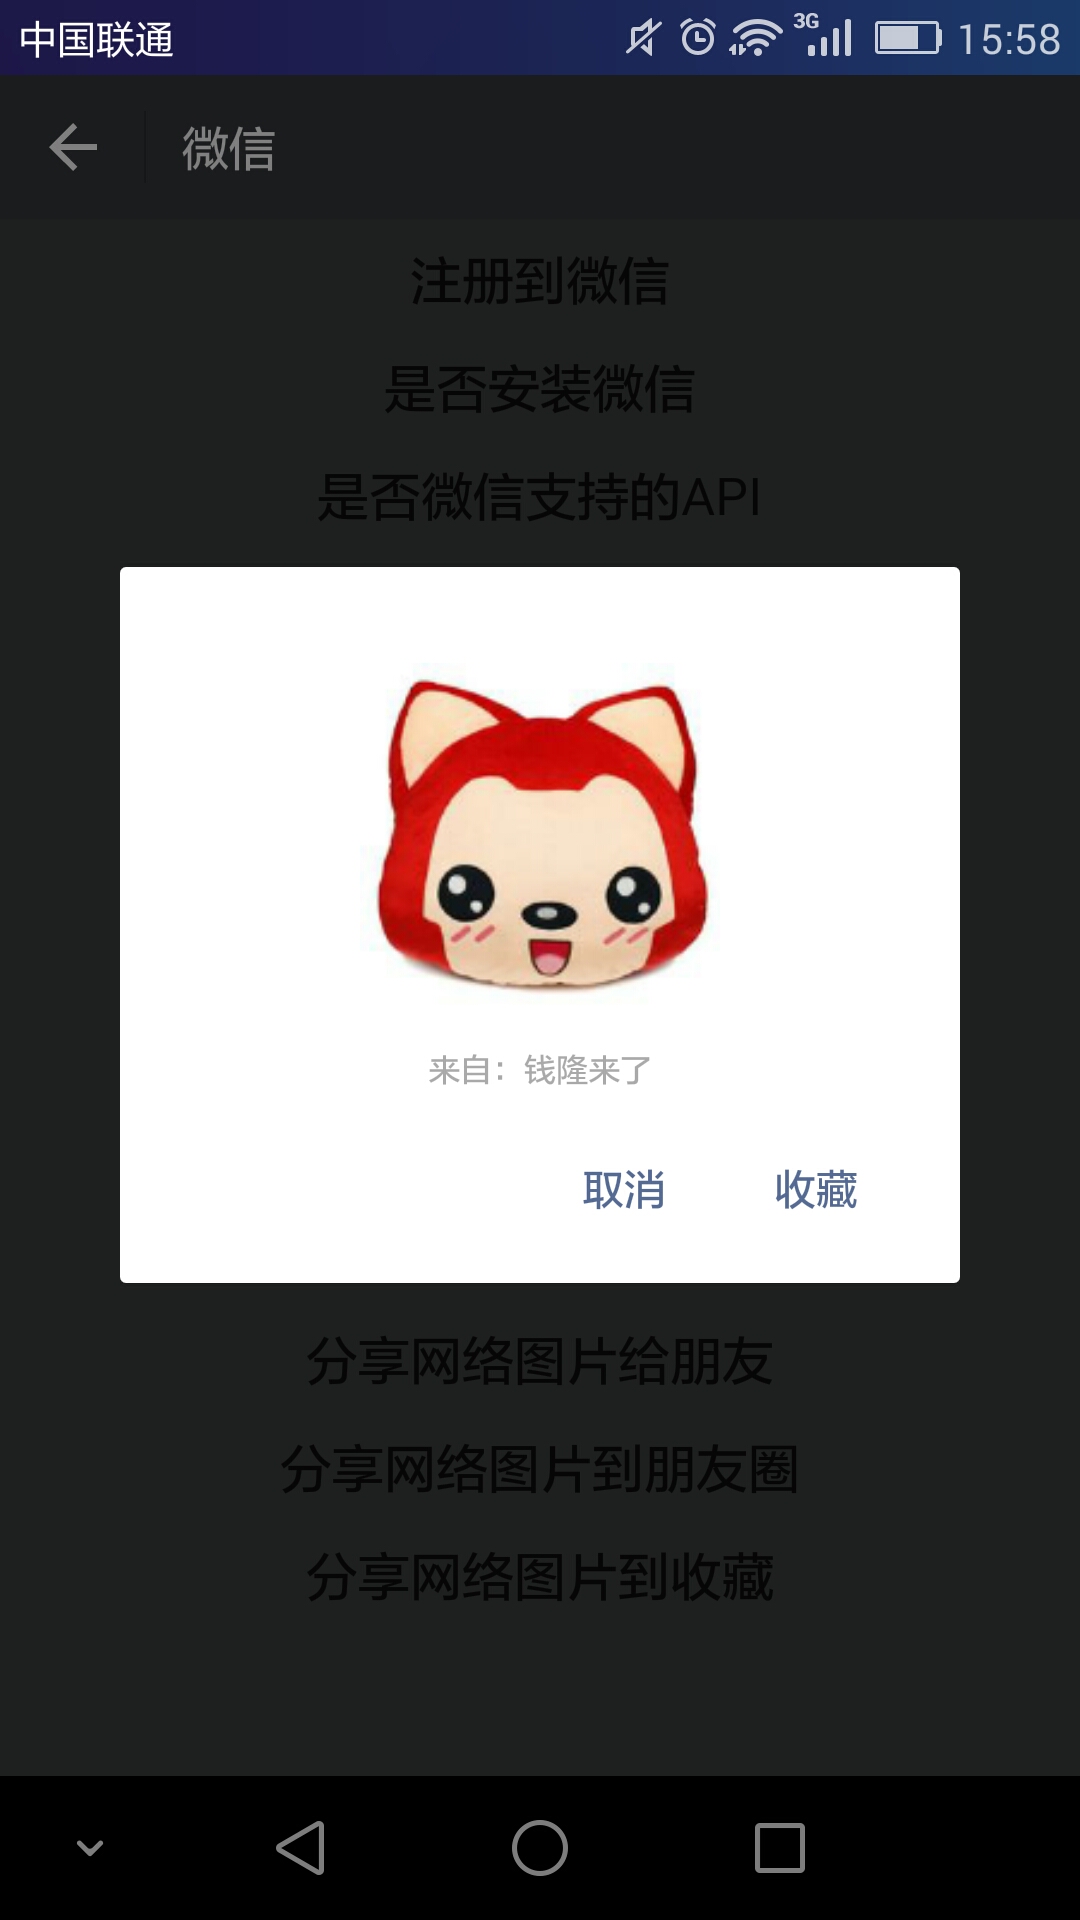 中国联通
3G
15:58
微信
注册到微信
是否安装微信
是否微信支持的API
来自：钱隆来了
取消
收藏
分享网络图片给朋友
分享网络图片到朋友圈
分享网络图片到收藏